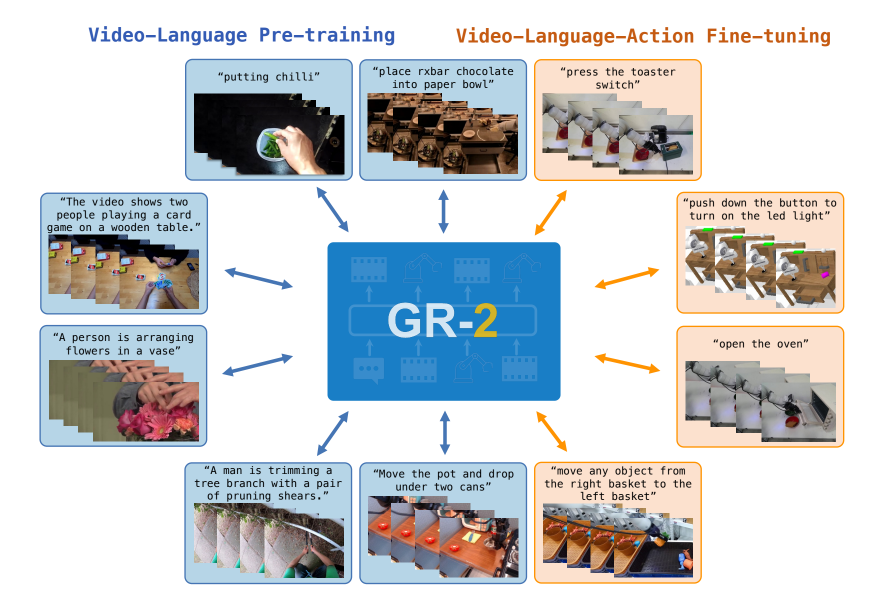 Video-Language Pre-training
Video-Language-Action Fine-tuning
“putting chilli”
“place rxbar chocolate
into paper bowl”
“press the toaster
switch”
“The video shows two
people playing a card
game on a wooden table.”
“push down the button to
turn on the led light”
GR-2
“A person is arranging
flowers in a vase”
“open the oven”
“A man is trimming a
tree branch with a pair
of pruning shears.”
“Move the pot and drop
under two cans”
“move any object from
the right basket to the
left basket”